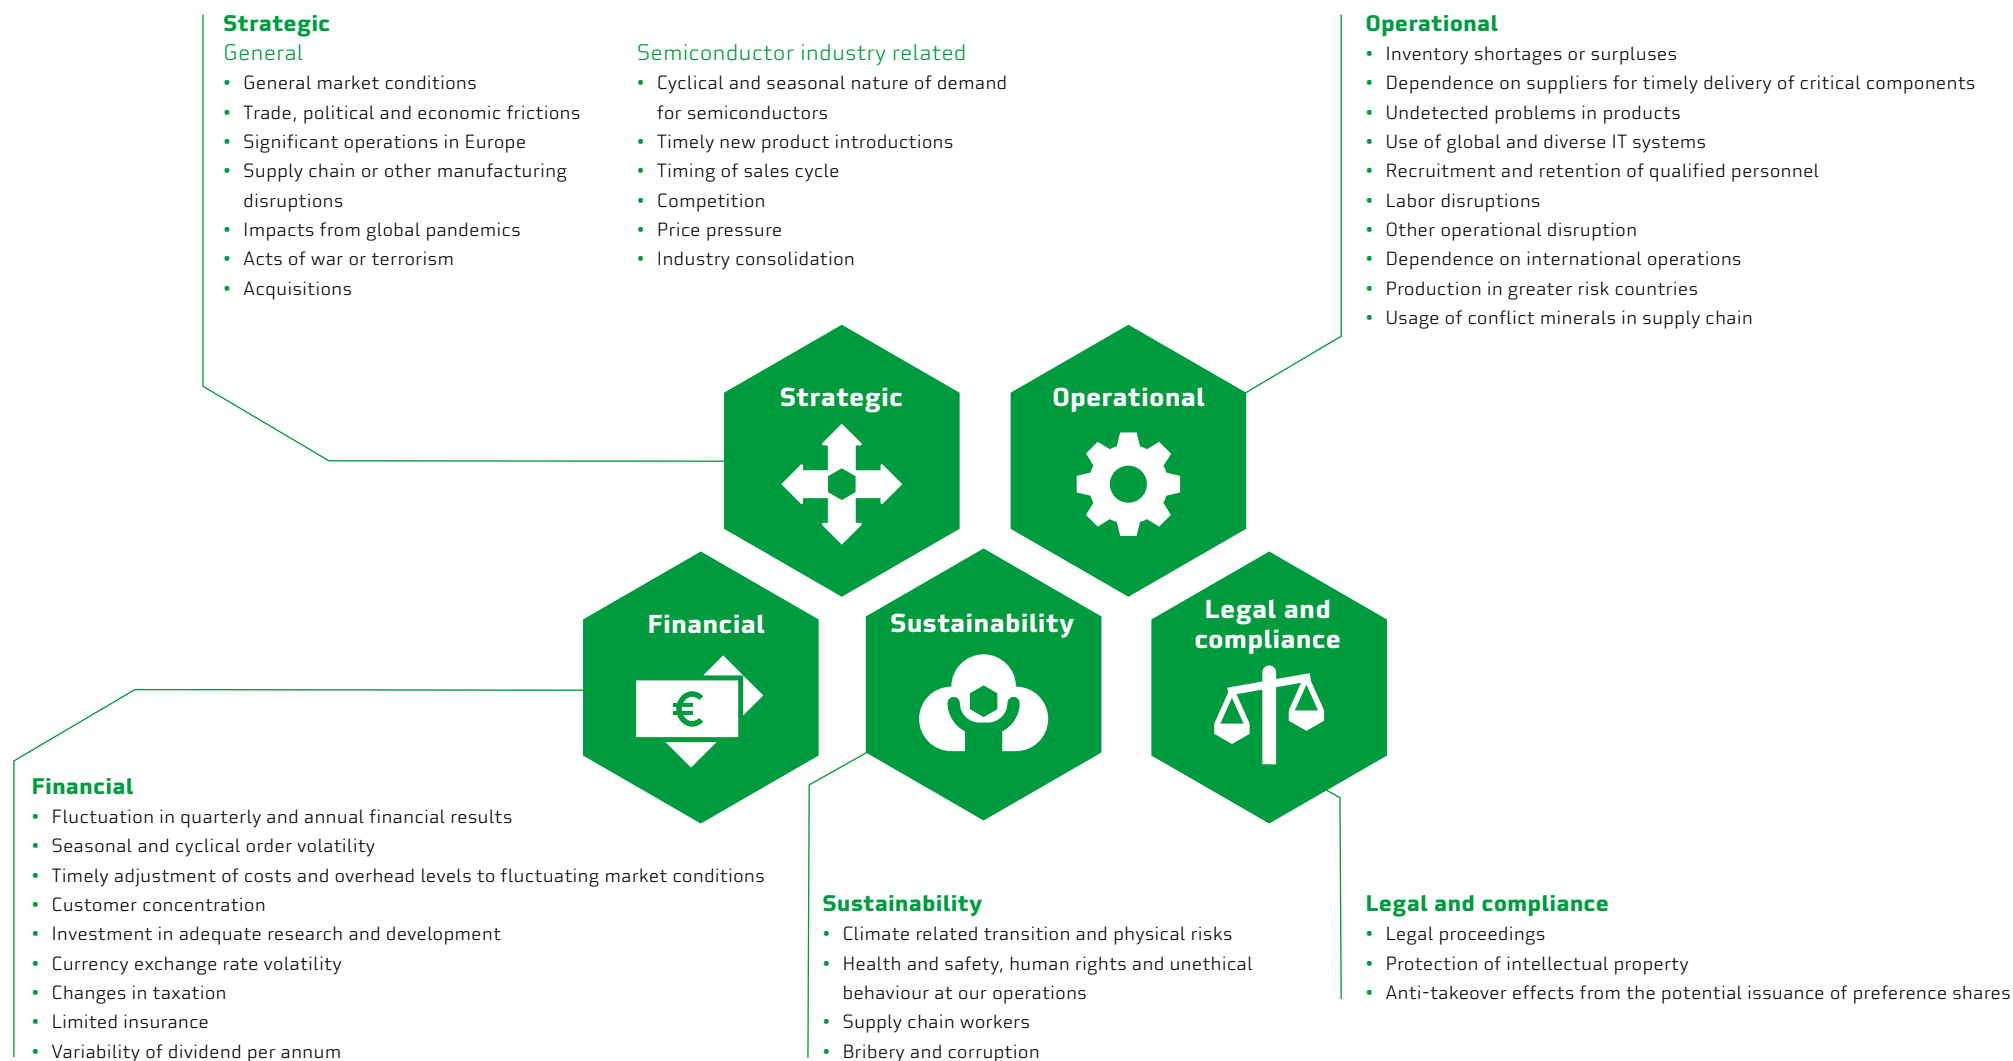 Strategic
General
• General market conditions
• Trade, political and economic frictions
• Significant operations in Europe
• Supply chain or other manufacturing
disruptions
• Impacts from global pandemics
• Acts of war or terrorism
• Acquisitions
Semiconductor industry related
• Cyclical and seasonal nature of demand
for semiconductors
• Timely new product introductions
• Timing of sales cycle
• Competition
• Price pressure
• Industry consolidation
Operational
• Inventory shortages or surpluses
• Dependence on suppliers for timely delivery of critical components
• Undetected problems in products
• Use of global and diverse IT systems
• Recruitment and retention of qualified personnel
• Labor disruptions
• Other operational disruption
• Dependence on international operations
• Production in greater risk countries
• Usage of conflict minerals in supply chain
Strategic
Operational
Financial
€
Sustainability
Legal and
compliance
Financial
• Fluctuation in quarterly and annual financial results
• Seasonal and cyclical order volatility
• Timely adjustment of costs and overhead levels to fluctuating market conditions
• Customer concentration
• Investment in adequate research and development
• Currency exchange rate volatility
• Changes in taxation
• Limited insurance
• Variability of dividend per annum
Sustainability
• Climate related transition and physical risks
• Health and safety, human rights and unethical
behaviour at our operations
• Supply chain workers
• Bribery and corruption
Legal and compliance
• Legal proceedings
• Protection of intellectual property
• Anti-takeover effects from the potential issuance of preference shares